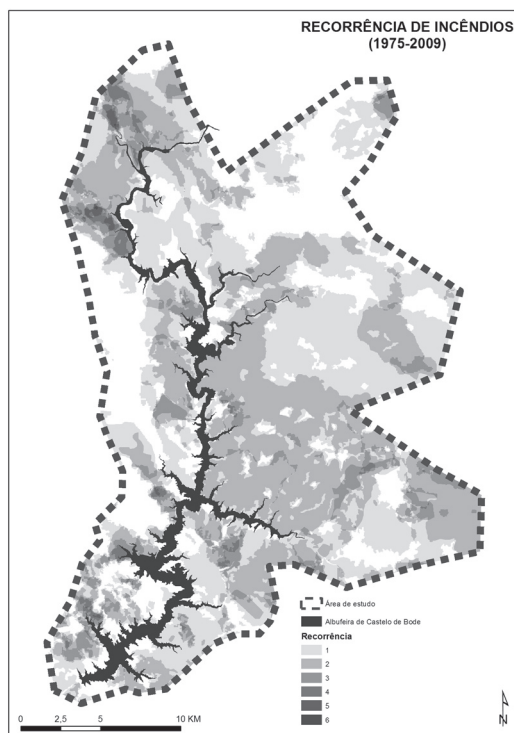 RECORRÊNCIA DE INCÊNDIOS
(1975-2009)
Área de estudo
Albufeira de Castelo de Bode
Recorrência
1
2
3
4
5
6
0 2,5 5 10 KM
N